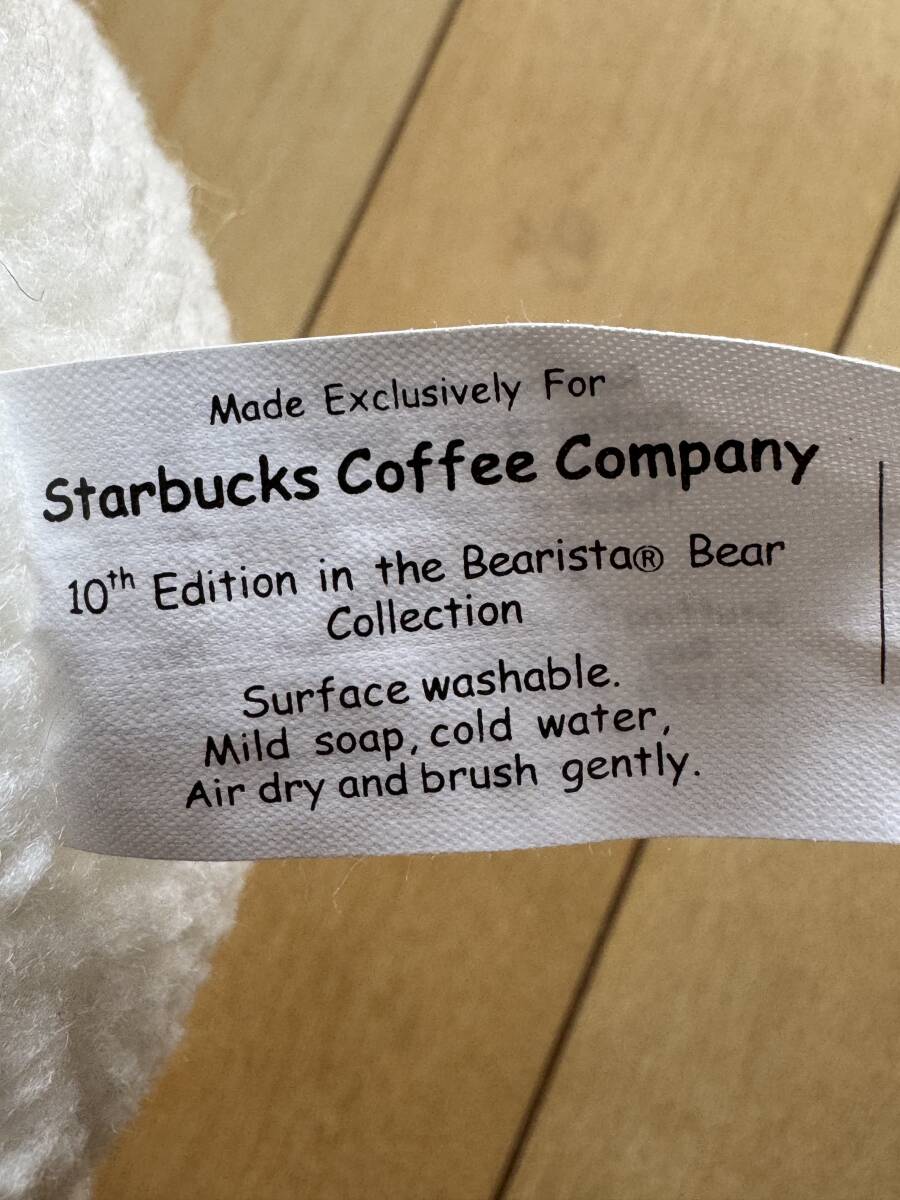 Made Exclusively For
Starbucks Coffee Company
10th Edition in the Bearista® Bear
Collection
Surface washable.
Mild soap, cold water,
Air dry and brush gently.